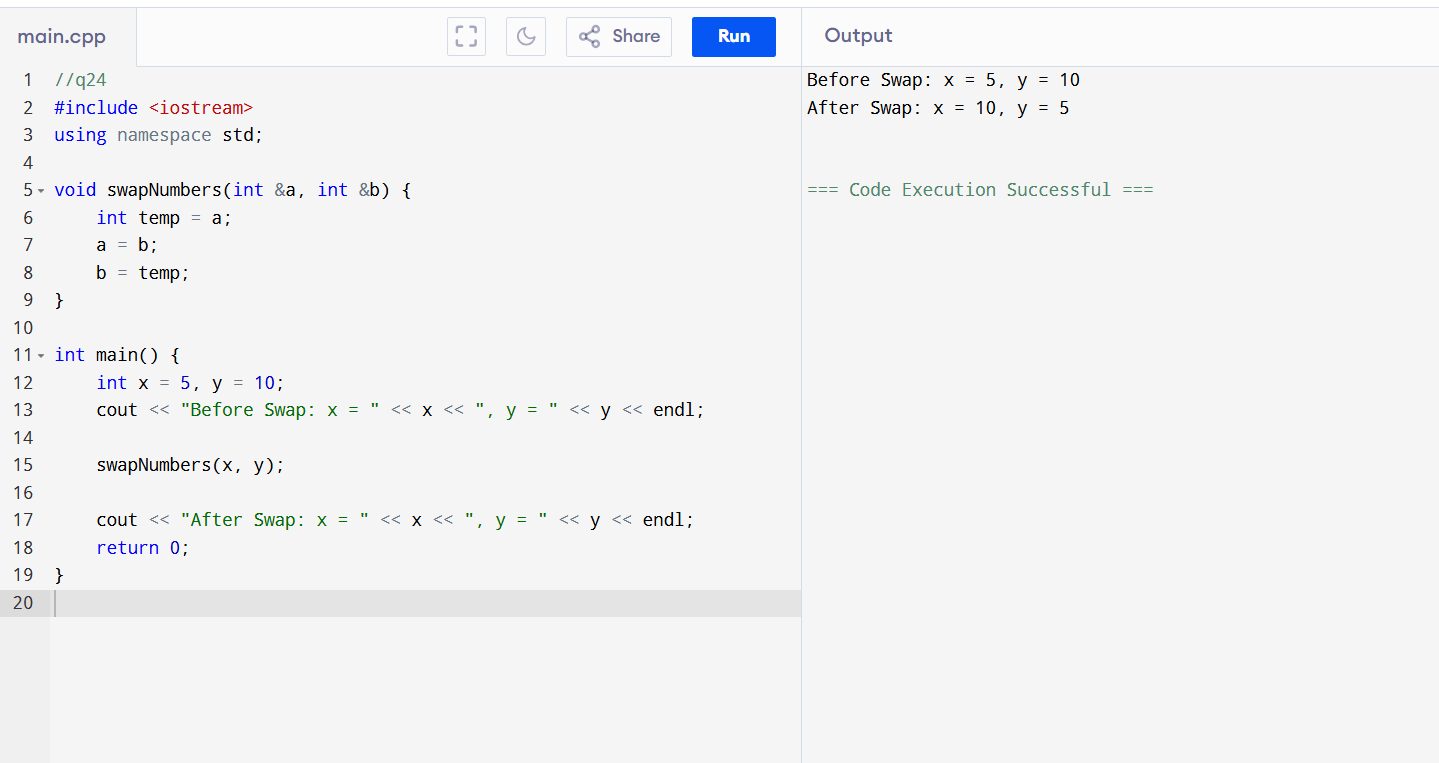 main.cpp
Share
Run
Output
1 //q24
2 #include <iostream>
3 using namespace std;
4
5 void swapNumbers(int &a, int &b) {
6     int temp = a;
7     a = b;
8     b = temp;
9 }
10
11 int main() {
12     int x = 5, y = 10;
13     cout << "Before Swap: x = " << x << ", y = " << y << endl;
14
15     swapNumbers(x, y);
16
17     cout << "After Swap: x = " << x << ", y = " << y << endl;
18     return 0;
19 }
20
Before Swap: x = 5, y = 10
After Swap: x = 10, y = 5
=== Code Execution Successful ===